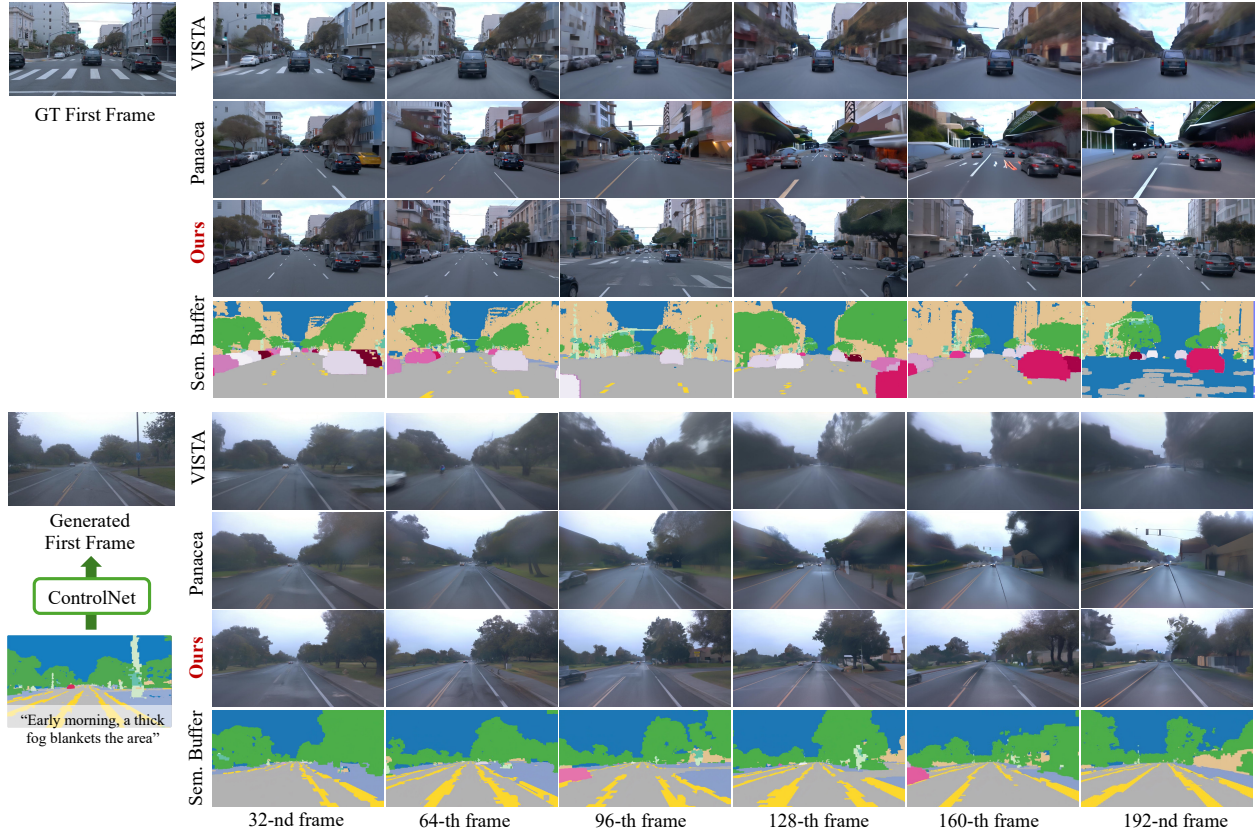 GT First Frame
VISTA
Panacea
Ours
Sem. Buffer
Generated
First Frame
ControlNet
“Early morning, a thick
fog blankets the area”
VISTA
Panacea
Ours
Sem. Buffer
32-nd frame
64-th frame
96-th frame
128-th frame
160-th frame
192-nd frame